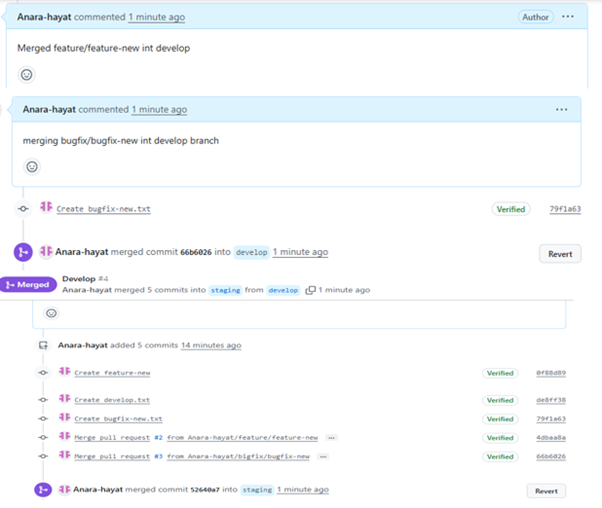 Anara-hayat commented 1 minute ago Author ...
Merged feature/feature-new int develop
Anara-hayat commented 1 minute ago ...
merging bugfix/bugfix-new int develop branch
Create bugfix-new.txt Verified 79f1a63
Anara-hayat merged commit 66b6026 into develop 1 minute ago Revert
Merged Develop #4
Anara-hayat merged 5 commits into staging from develop 1 minute ago
Anara-hayat added 5 commits 14 minutes ago
Create feature-new Verified 0f88d89
Create develop.txt Verified de8ff38
Create bugfix-new.txt Verified 79f1a63
Merge pull request #2 from Anara-hayat/feature/feature-new ... Verified 4dbaa8a
Merge pull request #3 from Anara-hayat/bigfix/bugfix-new ... Verified 66b6026
Anara-hayat merged commit 52640a7 into staging 1 minute ago Revert